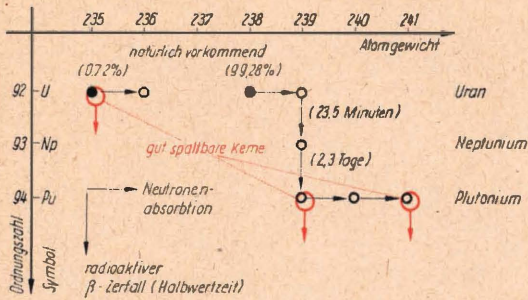 235 236 238 239 240 241
Atomgewicht
natürlich vorkommend
(0,72%) (99,28%)
92 U Uran
(23,5 Minuten)
93 Np gut spaltbare Kerne Neptunium
(2,3 Tage)
94 Pu Neutronen- Plutonium
absorbtion
Ordnungszahl
Symbol
radioaktiver
β-Zerfall (Halbwertzeit)